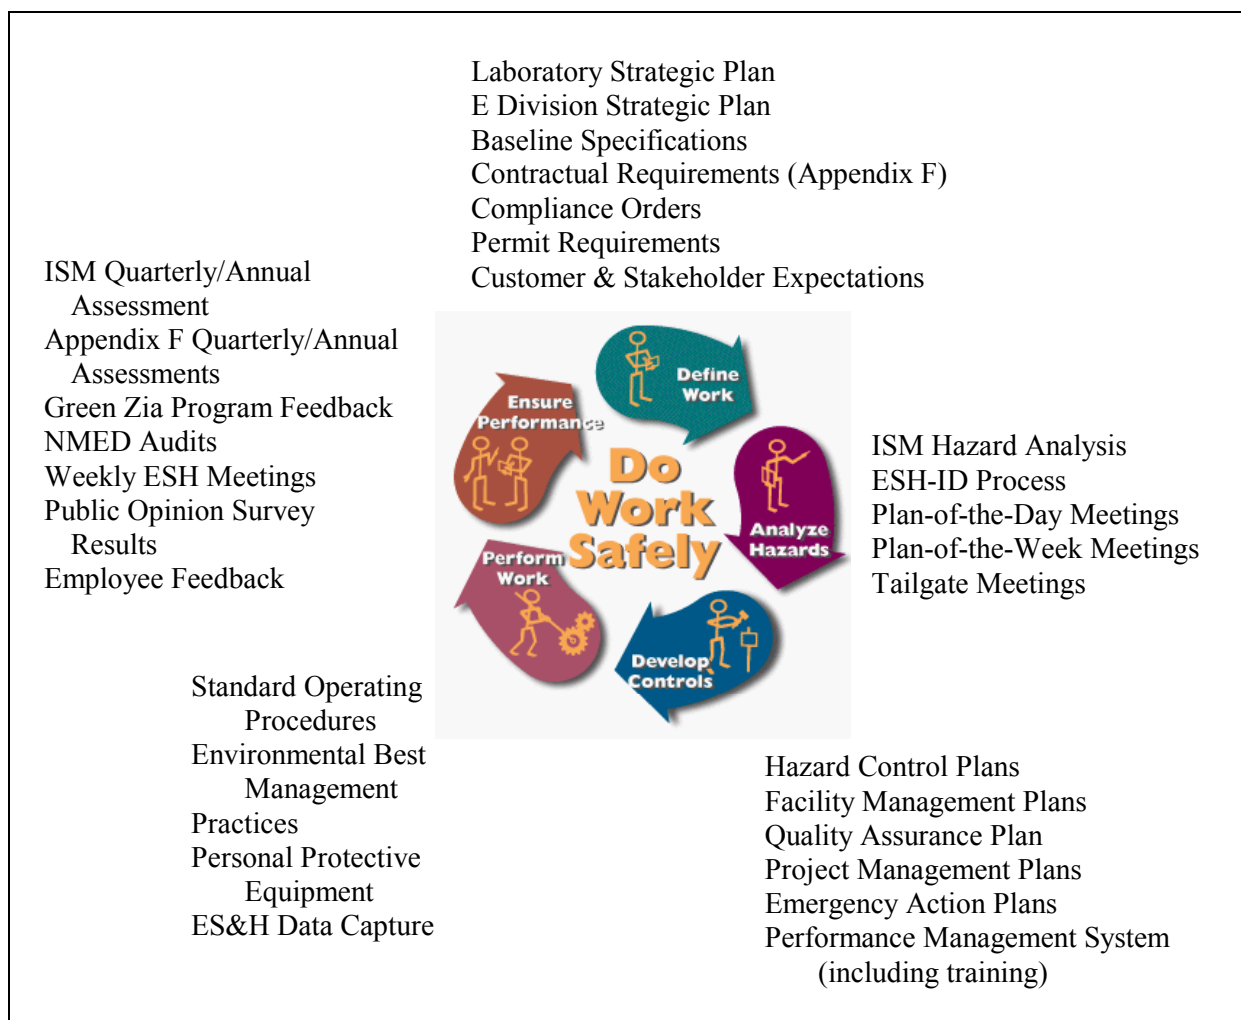 Laboratory Strategic Plan
E Division Strategic Plan
Baseline Specifications
Contractual Requirements (Appendix F)
Compliance Orders
Permit Requirements
Customer & Stakeholder Expectations
ISM Quarterly/Annual
Assessment
Appendix F Quarterly/Annual
Assessments
Green Zia Program Feedback
NMED Audits
Weekly ESH Meetings
Public Opinion Survey
Results
Employee Feedback
Define
Work
Ensure
Performance
Do
Work
Safely
Analyze
Hazards
Perform
Work
Develop
Controls
ISM Hazard Analysis
ESH-ID Process
Plan-of-the-Day Meetings
Plan-of-the-Week Meetings
Tailgate Meetings
Standard Operating
Procedures
Environmental Best
Management
Practices
Personal Protective
Equipment
ES&H Data Capture
Hazard Control Plans
Facility Management Plans
Quality Assurance Plan
Project Management Plans
Emergency Action Plans
Performance Management System
(including training)